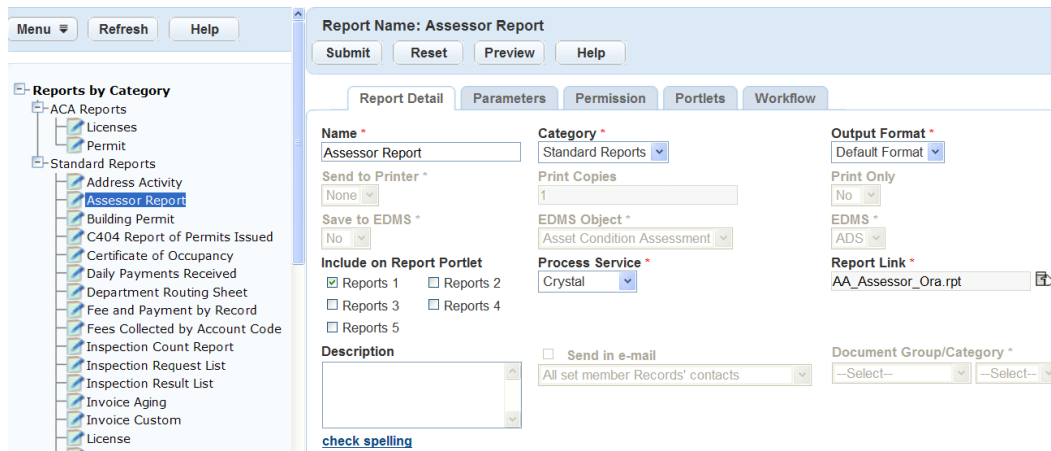 Menu Refresh Help
Reports by Category
ACA Reports
Licenses
Permit
Standard Reports
Address Activity
Assessor Report
Building Permit
C404 Report of Permits Issued
Certificate of Occupancy
Daily Payments Received
Department Routing Sheet
Fee and Payment by Record
Fees Collected by Account Code
Inspection Count Report
Inspection Request List
Inspection Result List
Invoice Aging
Invoice Custom
License
Report Name: Assessor Report
Submit Reset Preview Help
Report Detail Parameters Permission Portlets Workflow
Name * Category * Output Format *
Assessor Report Standard Reports Default Format
Send to Printer * Print Copies Print Only
None 1 No
Save to EDMS * EDMS Object * EDMS *
No Asset Condition Assessment ADS
Include on Report Portlet Process Service * Report Link *
Reports 1 Reports 2 Crystal AA_Assessor_Ora.rpt
Reports 3 Reports 4
Reports 5
Description Send in e-mail Document Group/Category *
All set member Records' contacts --Select-- --Select--
check spelling